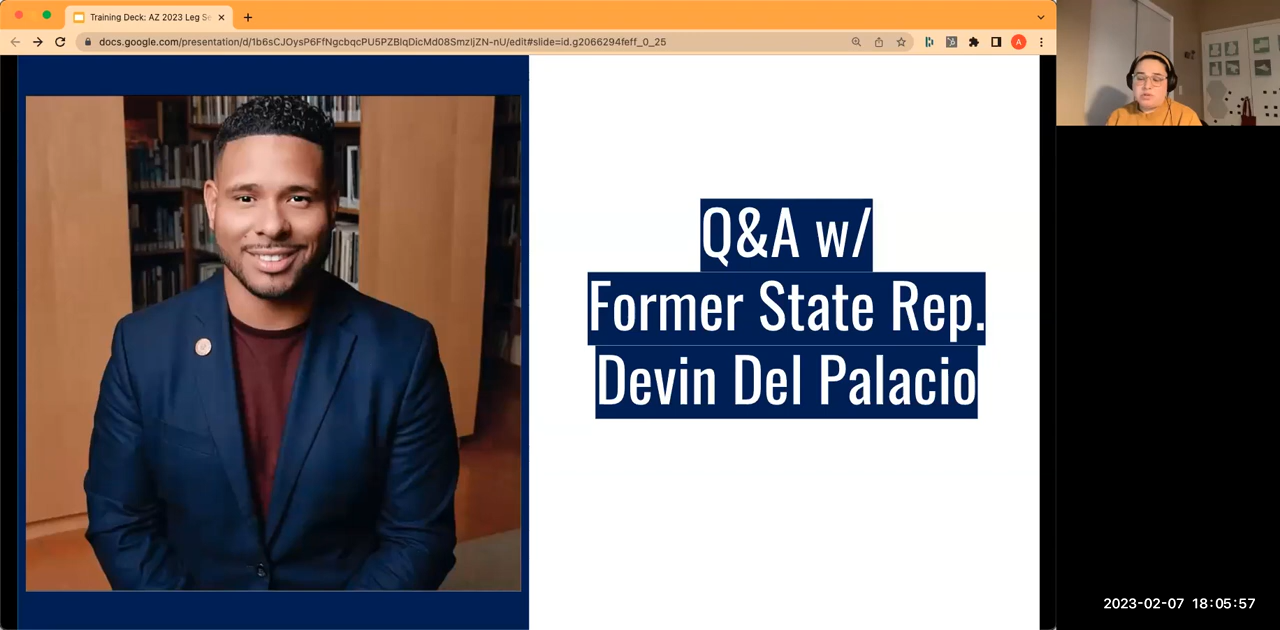 Training Deck: AZ 2023 Leg Se
docs.google.com/presentation/d/1b6sCJOysP6FfNgcbqcPU5PZBlqDicMd08SmzljZN-nU/edit#slide=id.g2066294feff_0_25
A
Q&A w/
Former State Rep.
Devin Del Palacio
2023-02-07 18:05:57